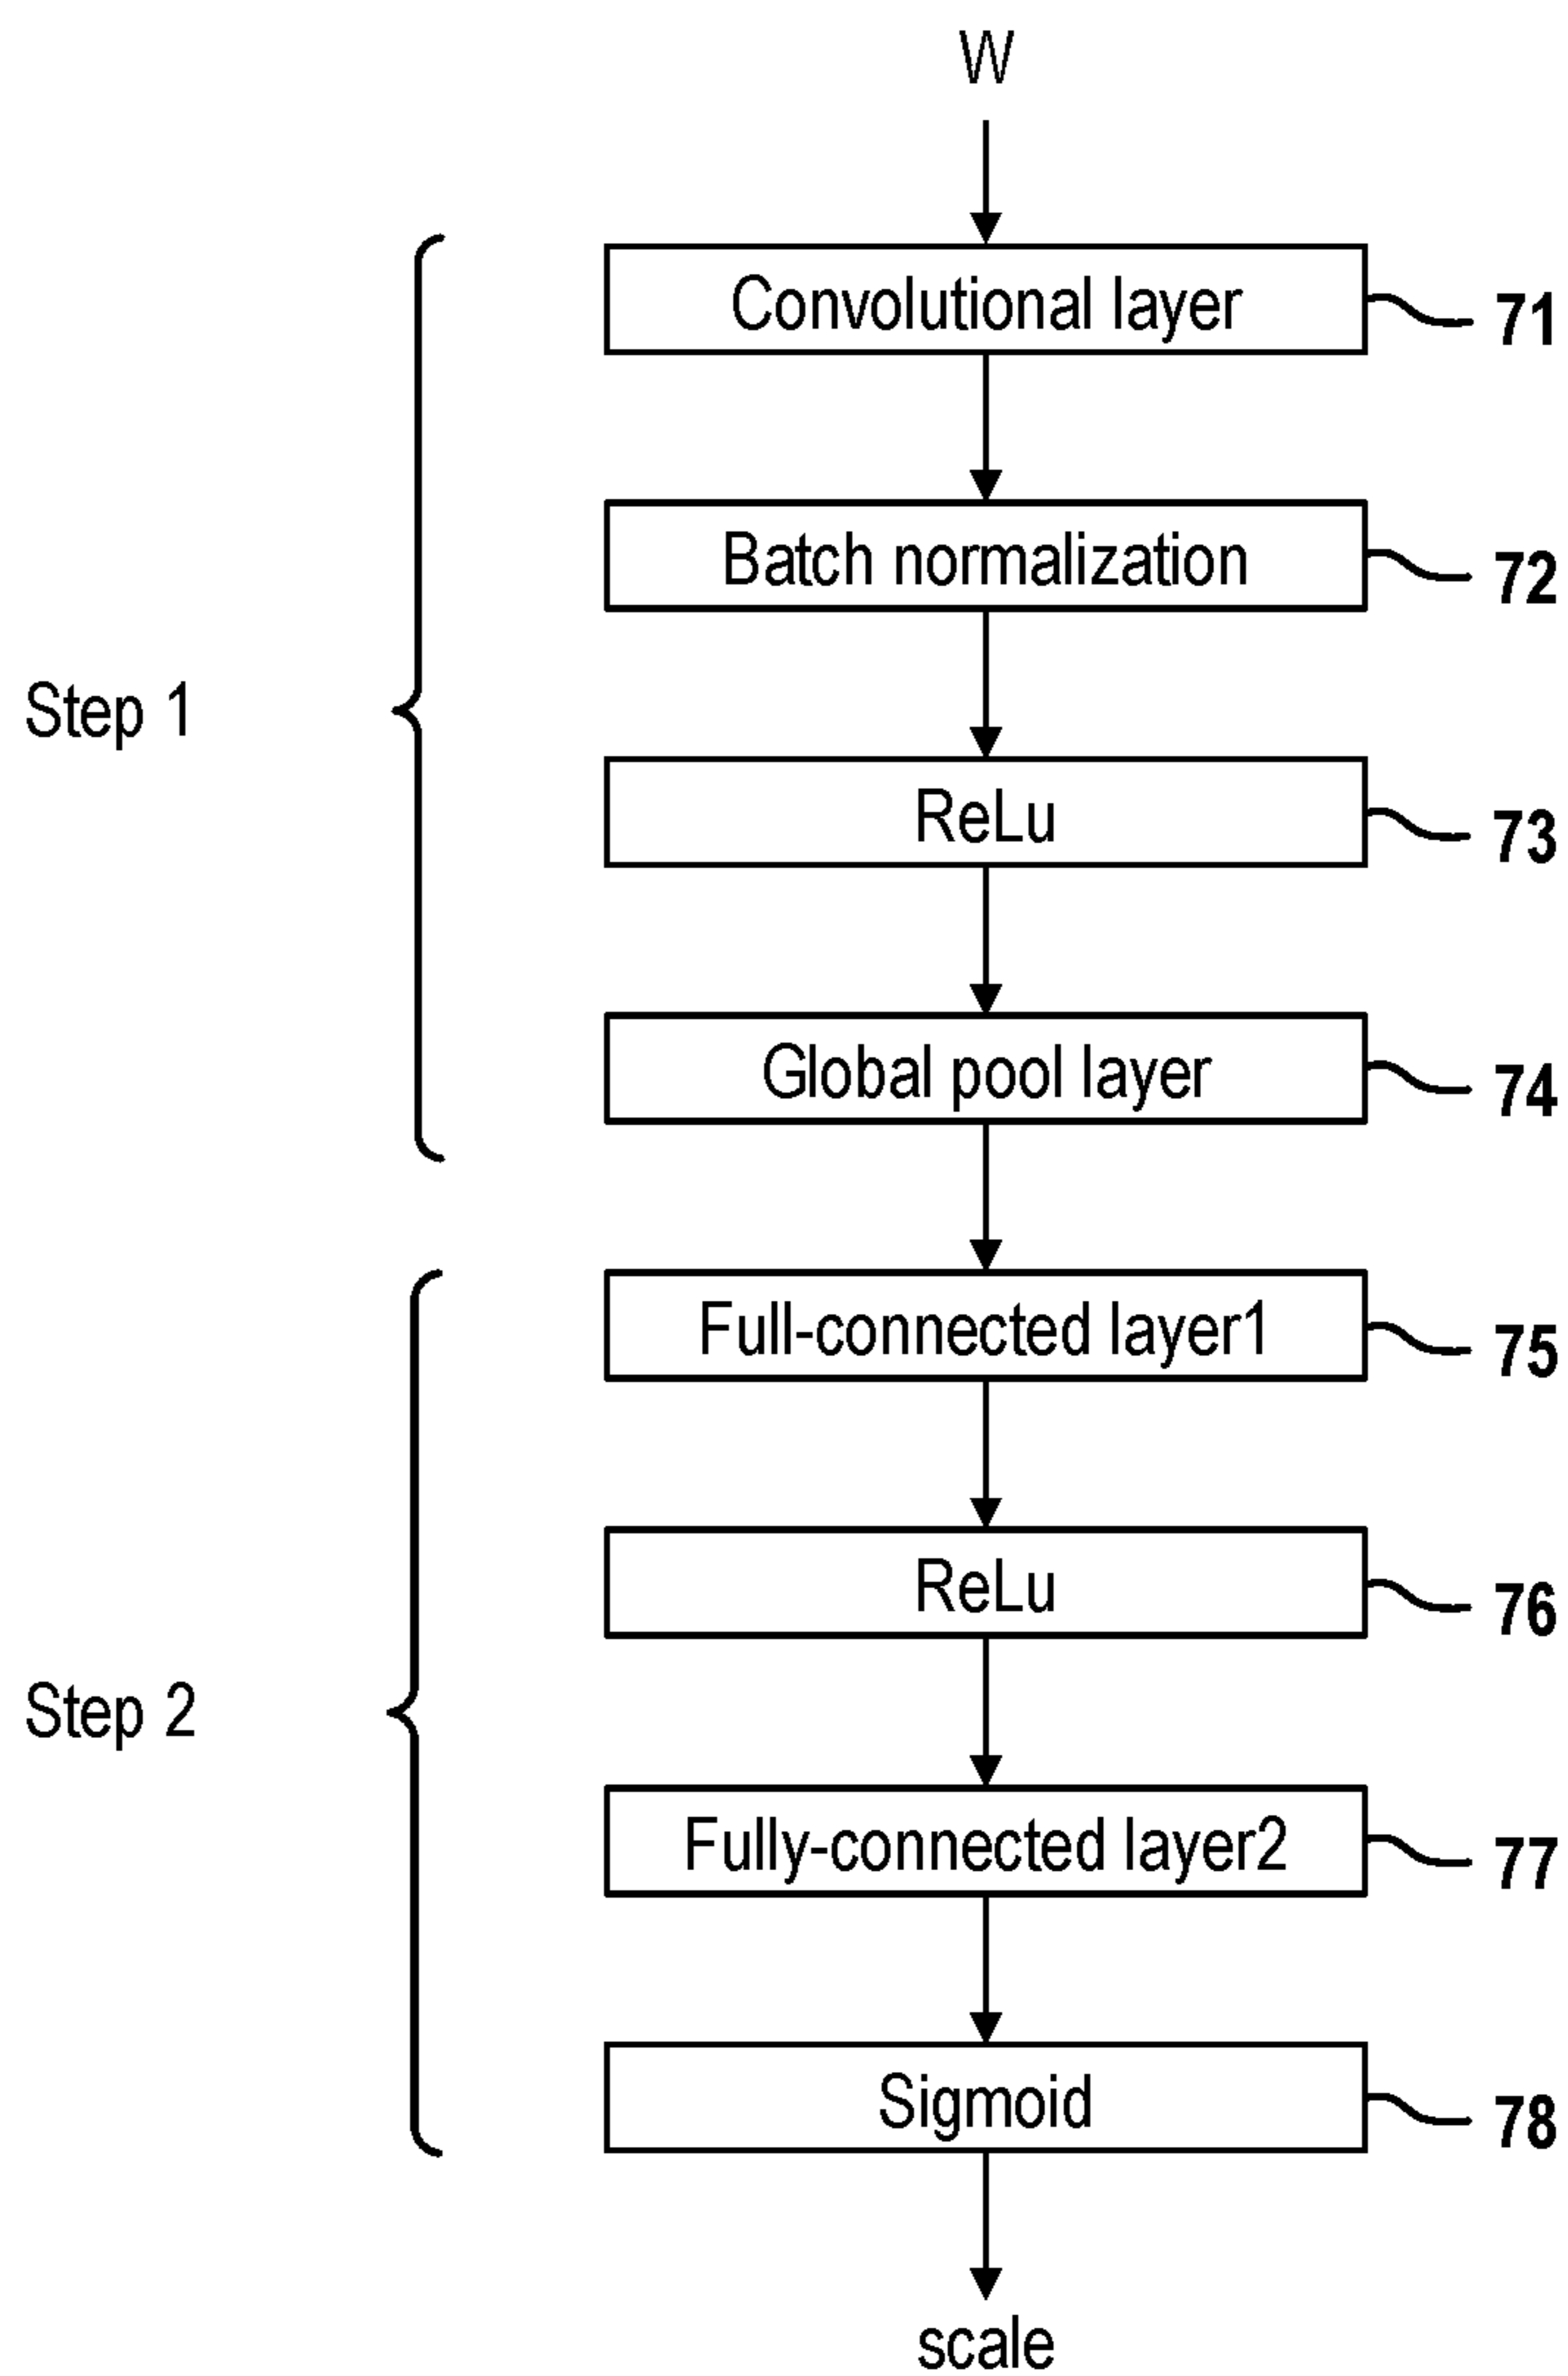 W
Convolutional layer 71
Batch normalization 72
Step 1
ReLu 73
Global pool layer 74
Full-connected layer1 75
ReLu 76
Step 2
Fully-connected layer2 77
Sigmoid 78
scale